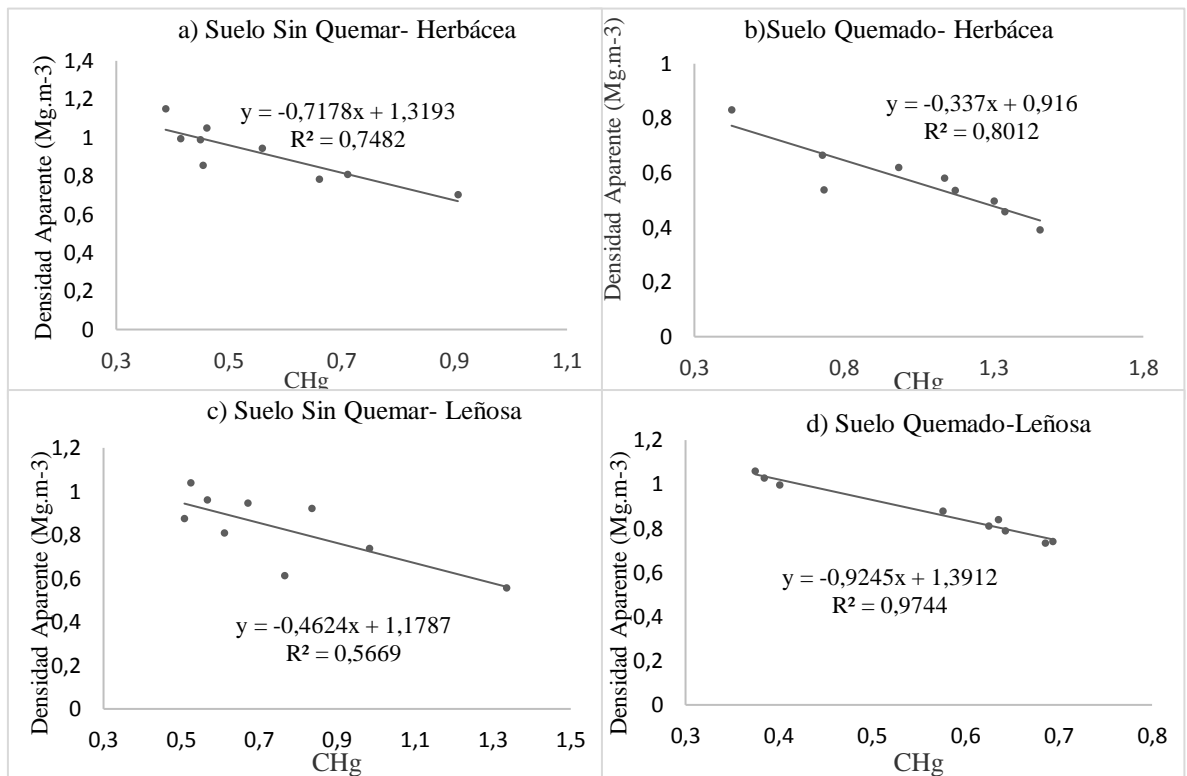 a) Suelo Sin Quemar- Herbácea
Densidad Aparente (Mg.m-3)
1,4
1,2
1
0,8
0,6
0,4
0,2
0
y = -0,7178x + 1,3193
R² = 0,7482
0,3 0,5 0,7 0,9 1,1
CHg
b)Suelo Quemado- Herbácea
Densidad Aparente (Mg.m-3)
1
0,8
0,6
0,4
0,2
0
y = -0,337x + 0,916
R² = 0,8012
0,3 0,8 1,3 1,8
CHg
c) Suelo Sin Quemar- Leñosa
Densidad Aparente (Mg.m-3)
1,2
1
0,8
0,6
0,4
0,2
0
y = -0,4624x + 1,1787
R² = 0,5669
0,3 0,5 0,7 0,9 1,1 1,3 1,5
CHg
d) Suelo Quemado-Leñosa
Densidad Aparente (Mg.m-3)
1,2
1
0,8
0,6
0,4
0,2
0
y = -0,9245x + 1,3912
R² = 0,9744
0,3 0,4 0,5 0,6 0,7 0,8
CHg